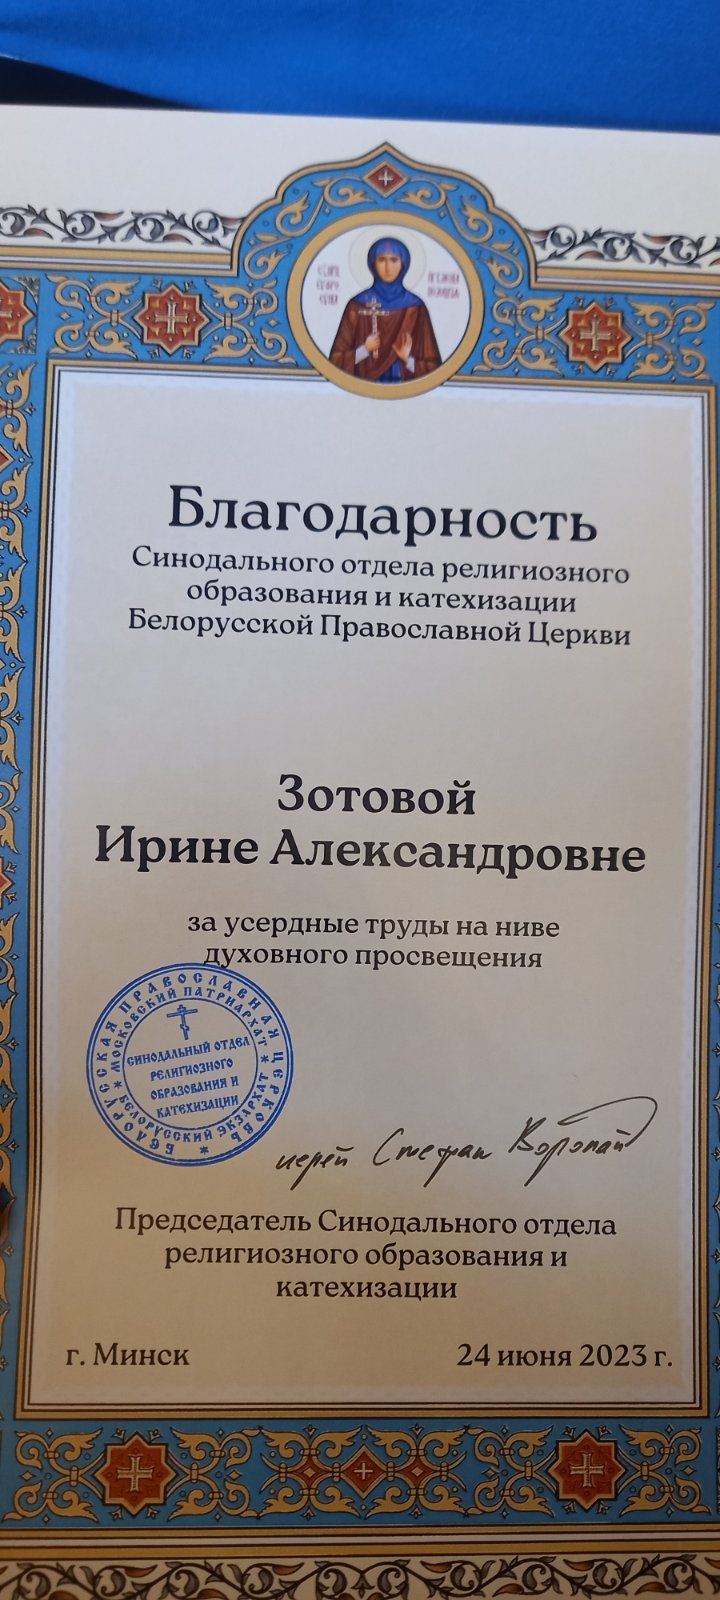 Благодарность
Синодального отдела религиозного
образования и катехизации
Белорусской Православной Церкви
Зотовой
Ирине Александровне
за усердные труды на ниве
духовного просвещения
БЕЛОРУССКАЯ ПРАВОСЛАВНАЯ ЦЕРКОВЬ
МОСКОВСКИЙ ПАТРИАРХАТ * БЕЛОРУССКИЙ ЭКЗАРХАТ *
СИНОДАЛЬНЫЙ ОТДЕЛ
РЕЛИГИОЗНОГО
ОБРАЗОВАНИЯ И
КАТЕХИЗАЦИИ
иерей Стефан Воропай
Председатель Синодального отдела
религиозного образования и
катехизации
г. Минск
24 июня 2023 г.